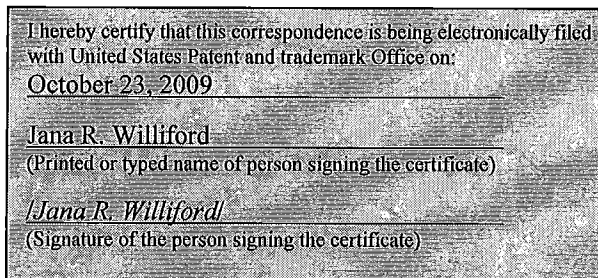 I hereby certify that this correspondence is being electronically filed
with United States Patent and trademark Office on:
October 23, 2009
Jana R. Williford
(Printed or typed name of person signing the certificate)
/Jana R. Williford/
(Signature of the person signing the certificate)